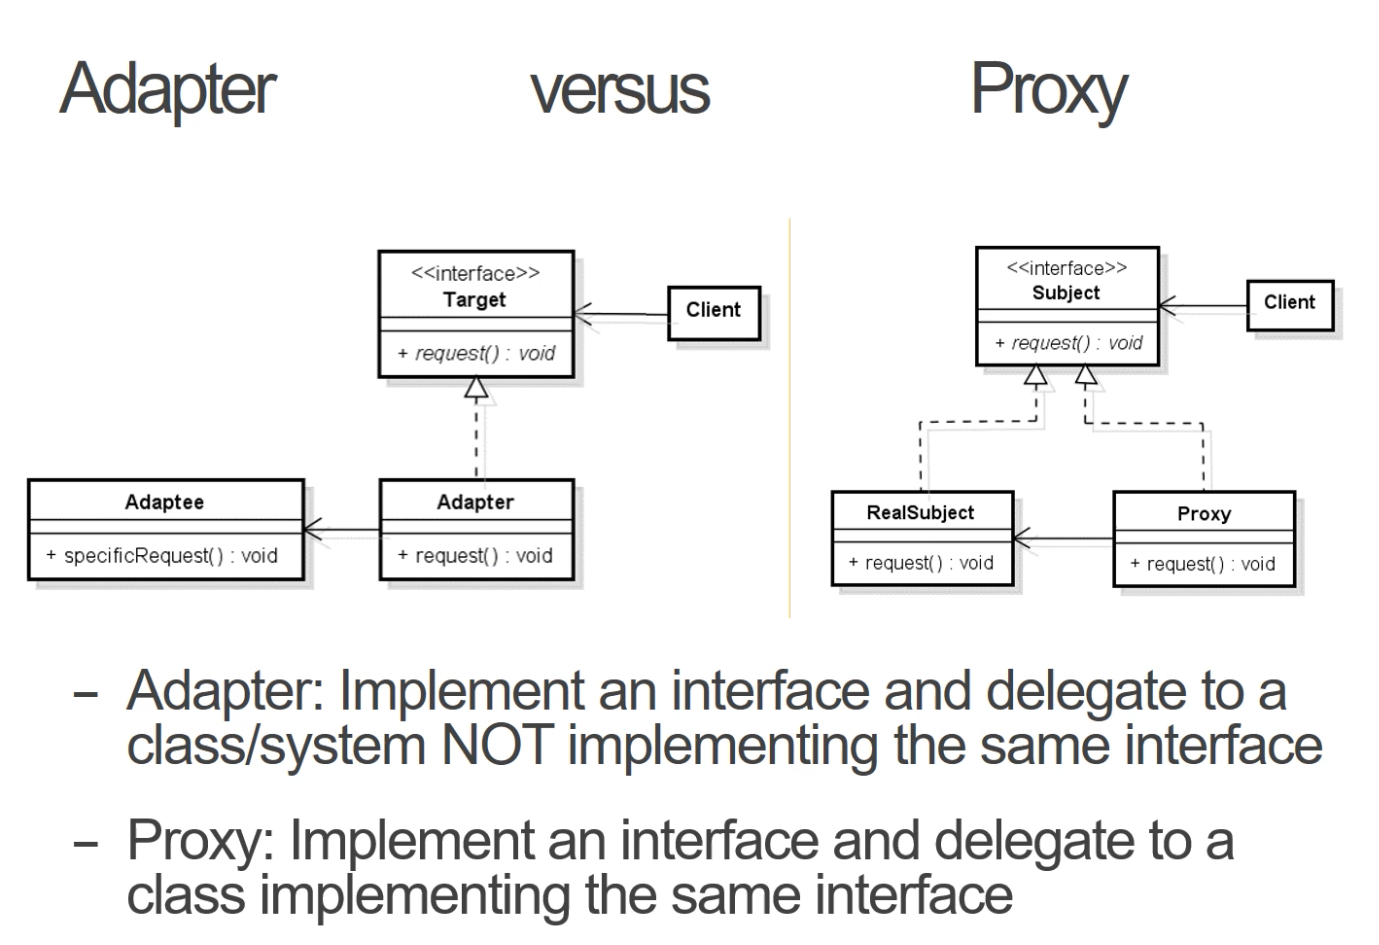 Adapter versus Proxy
<<interface>>
Target
+ request() : void
Client
Adaptee
+ specificRequest() : void
Adapter
+ request() : void
<<interface>>
Subject
+ request() : void
Client
RealSubject
+ request() : void
Proxy
+ request() : void
– Adapter: Implement an interface and delegate to a
class/system NOT implementing the same interface
– Proxy: Implement an interface and delegate to a
class implementing the same interface